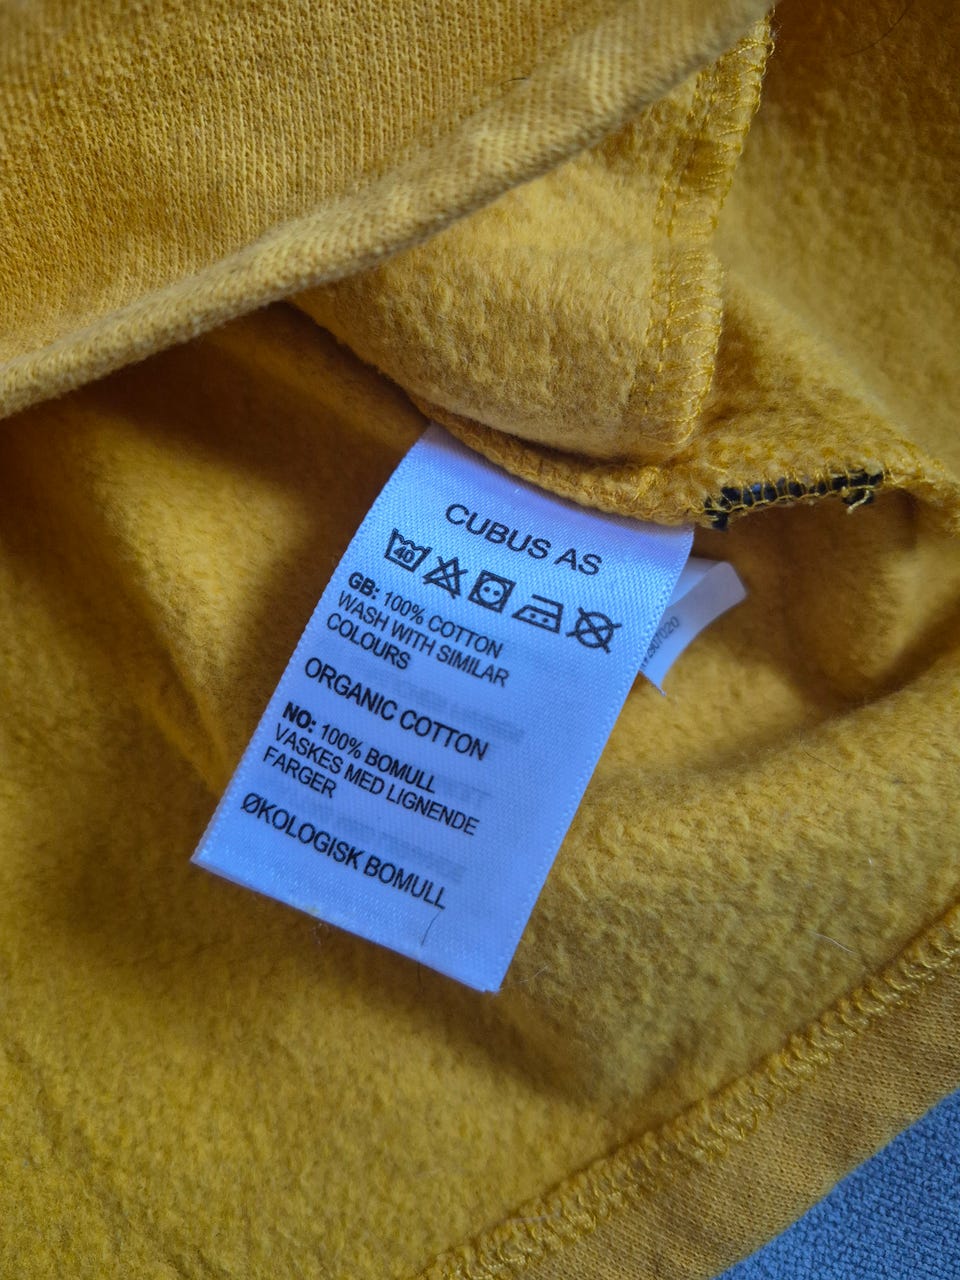 CUBUS AS
40
GB: 100% COTTON
WASH WITH SIMILAR
COLOURS
ORGANIC COTTON
NO: 100% BOMULL
VASKES MED LIGNENDE
FARGER
ØKOLOGISK BOMULL